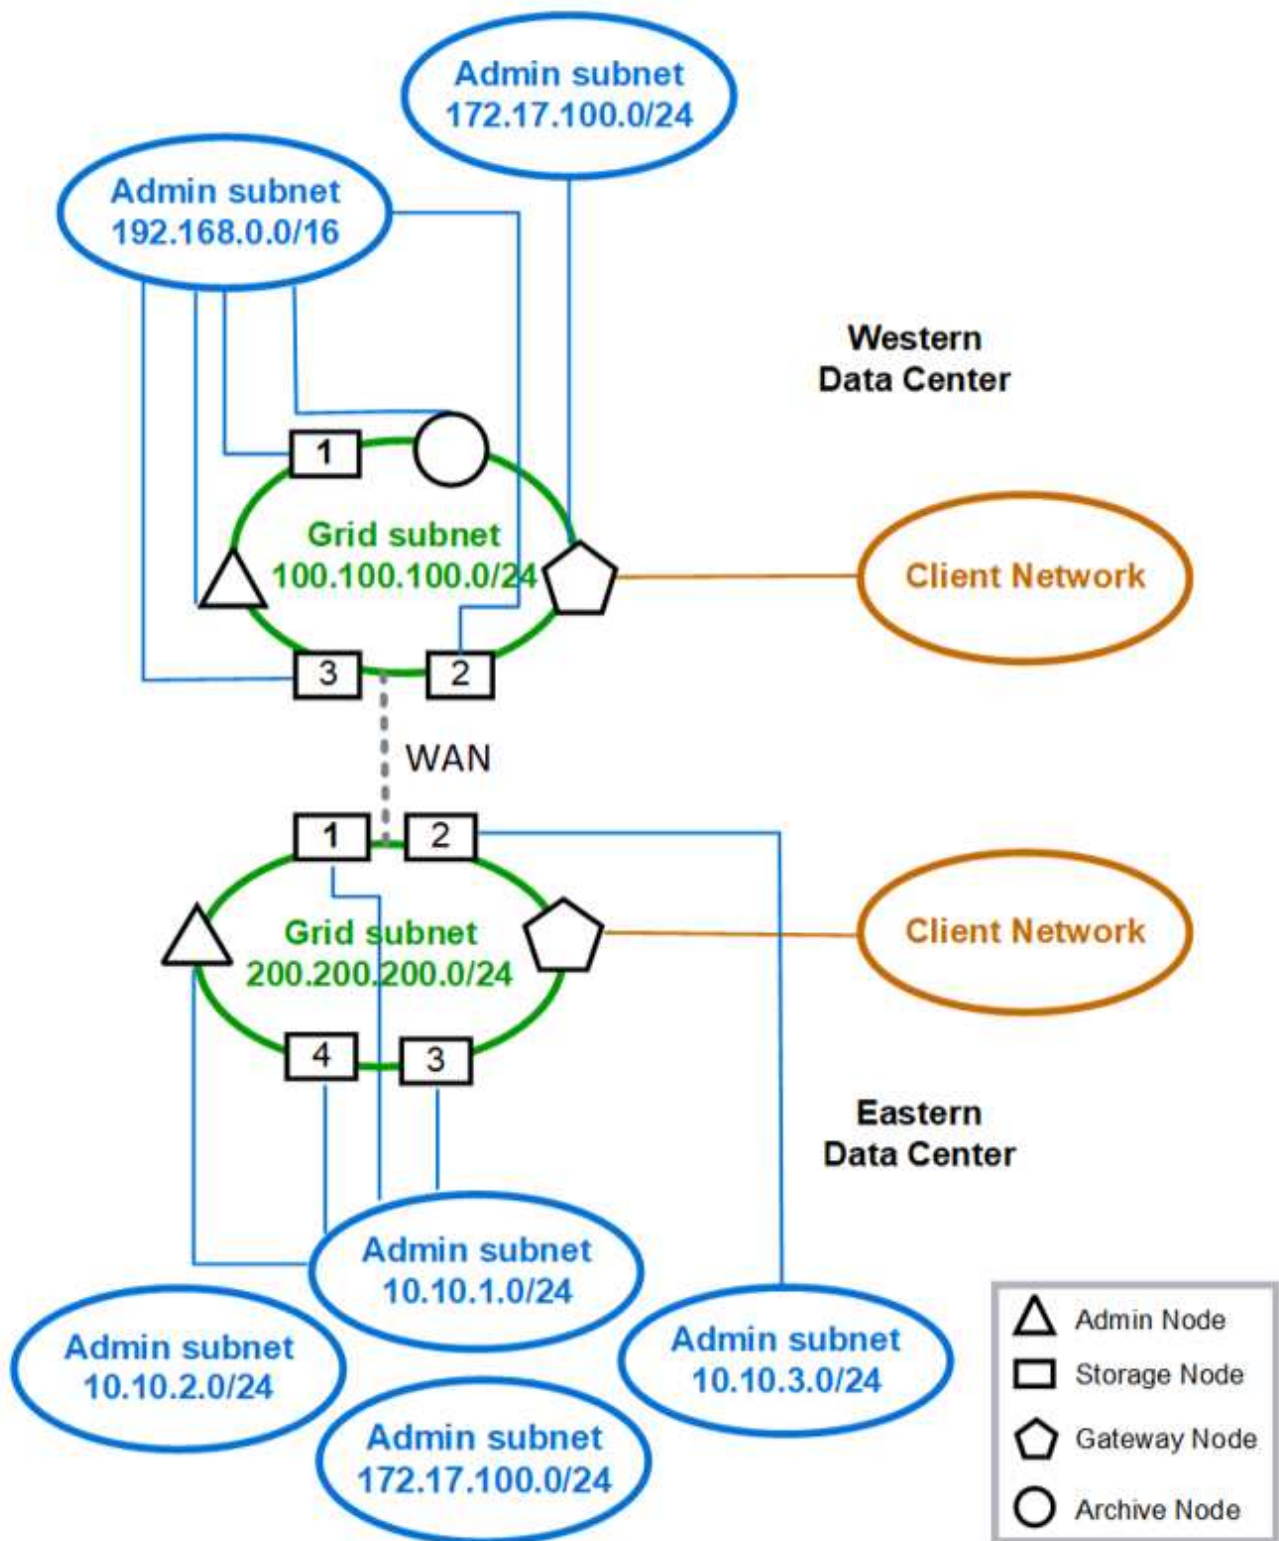 Admin subnet
172.17.100.0/24
Admin subnet
192.168.0.0/16
Western
Data Center
1
Grid subnet
100.100.100.0/24
Client Network
3
2
WAN
1
2
Grid subnet
200.200.200.0/24
Client Network
4
3
Eastern
Data Center
Admin subnet
10.10.1.0/24
Admin subnet
10.10.2.0/24
Admin subnet
10.10.3.0/24
Admin subnet
172.17.100.0/24
Admin Node
Storage Node
Gateway Node
Archive Node